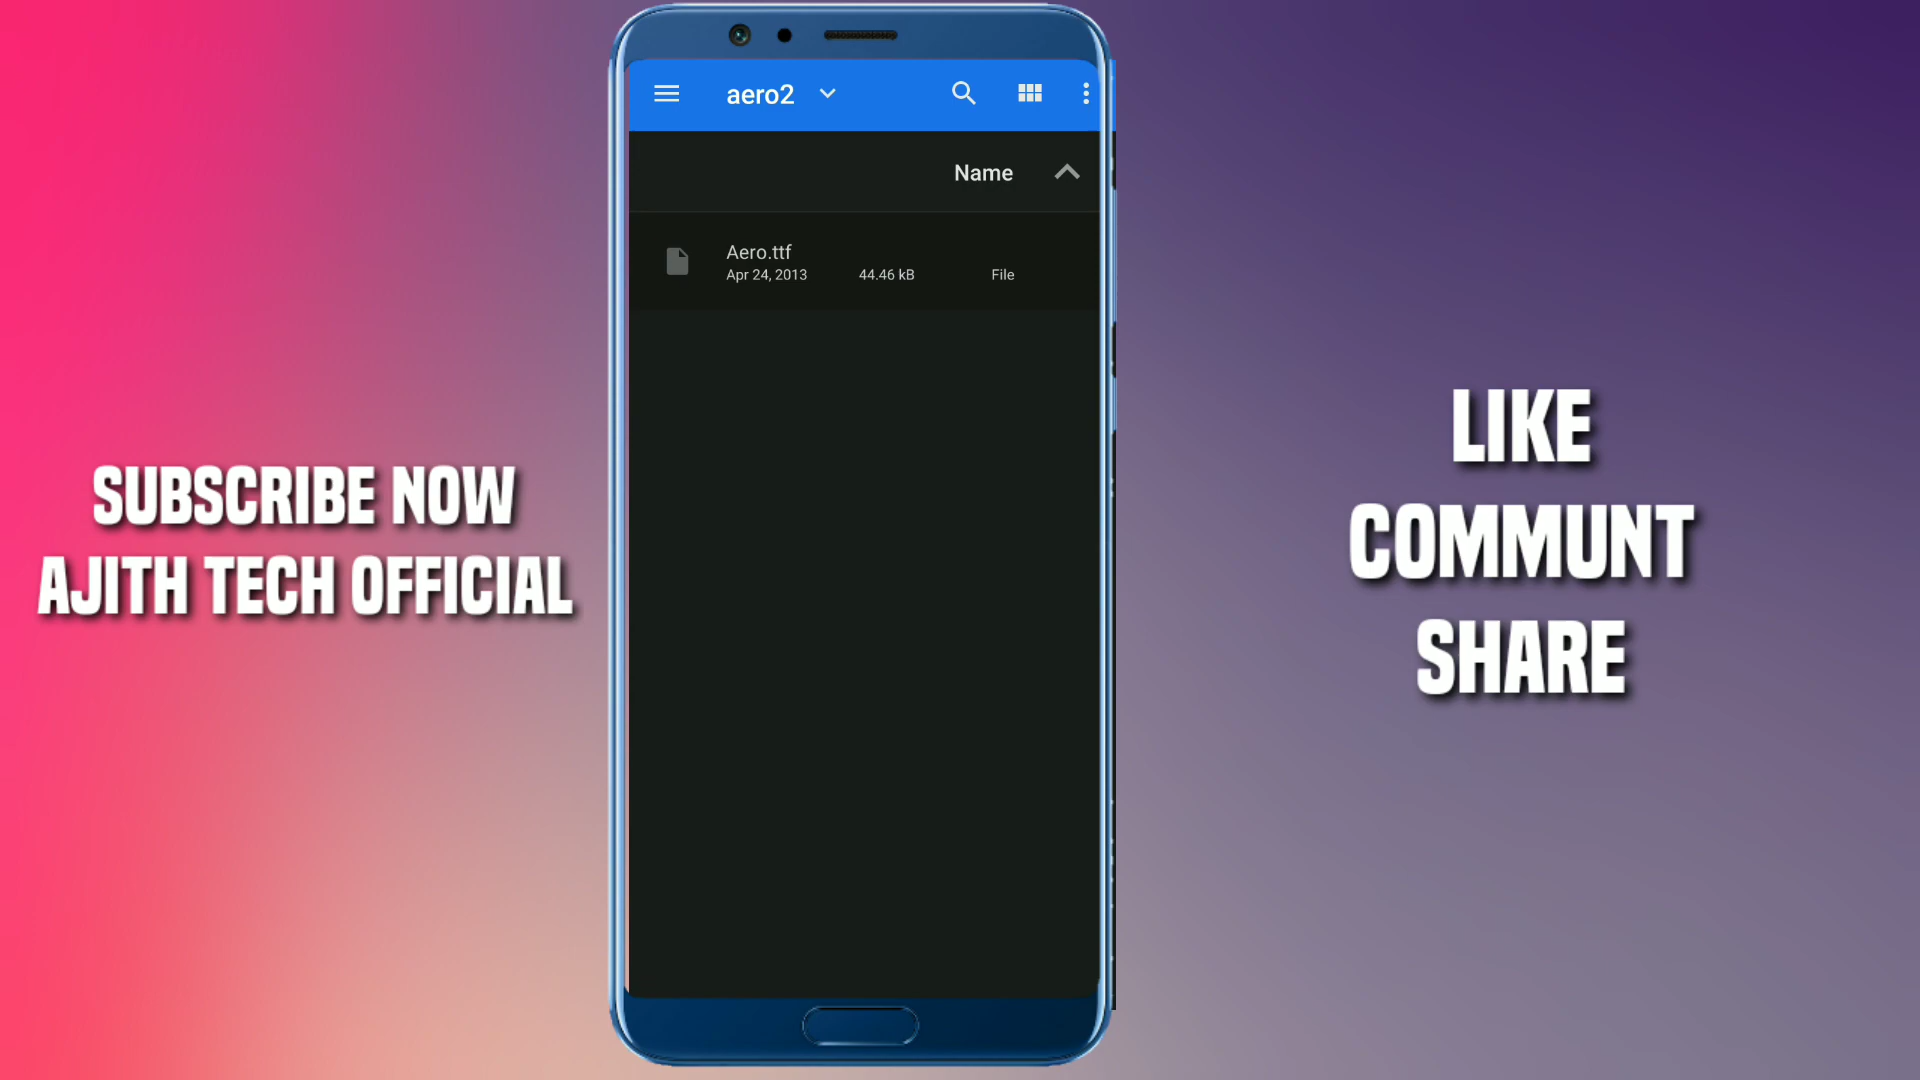 aero2
Name
Aero.ttf
Apr 24, 2013 44.46 kB File
SUBSCRIBE NOW
AJITH TECH OFFICIAL
LIKE
COMMUNT
SHARE